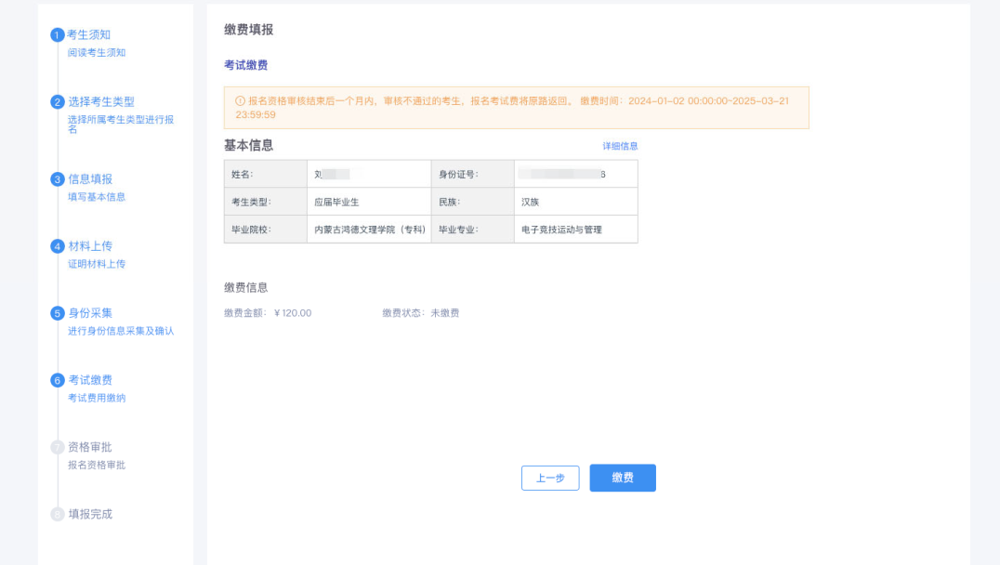 1 考生须知
阅读考生须知
2 选择考生类型
选择所属考生类型进行报
名
3 信息填报
填写基本信息
4 材料上传
证明材料上传
5 身份采集
进行身份信息采集及确认
6 考试缴费
考试费用缴纳
7 资格审批
报名资格审批
8 填报完成
缴费填报
考试缴费
报名资格审核结束后一个月内，审核不通过的考生，报名考试费将原路返回。 缴费时间：2024-01-02 00:00:00~2025-03-21
23:59:59
基本信息 详细信息
姓名： 刘 身份证号： 6
考生类型： 应届毕业生 民族： 汉族
毕业院校： 内蒙古鸿德文理学院（专科） 毕业专业： 电子竞技运动与管理
缴费信息
缴费金额：￥120.00 缴费状态：未缴费
上一步 缴费